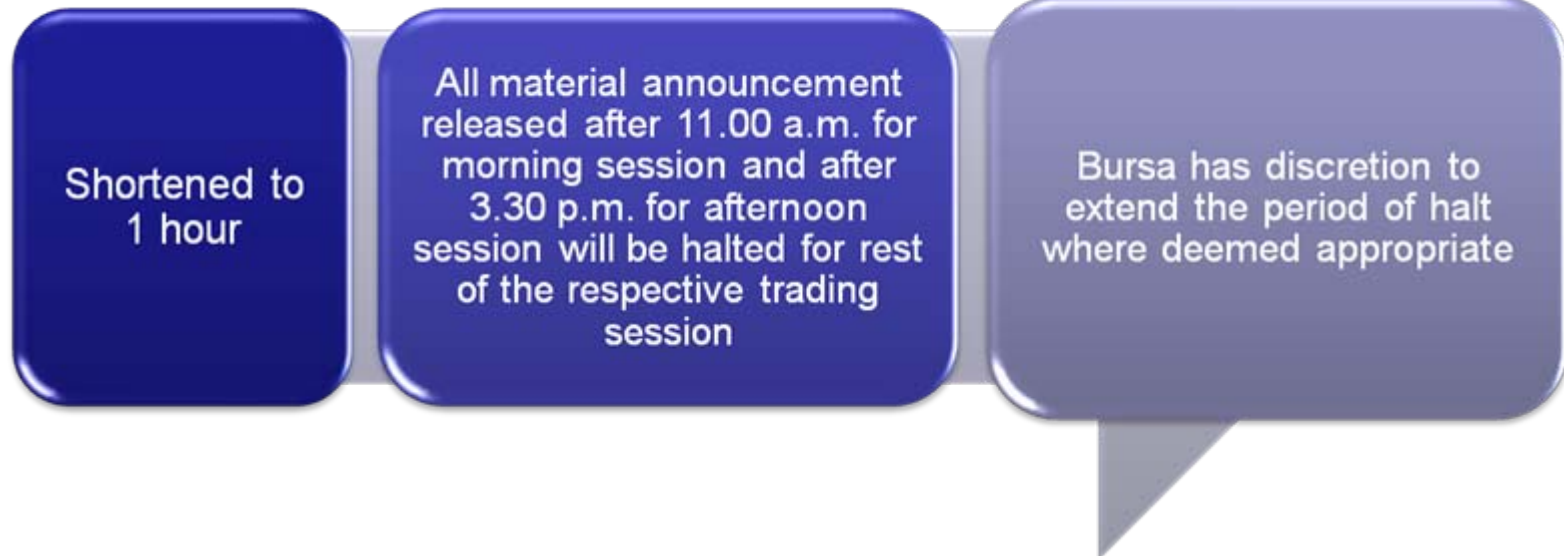 Shortened to
1 hour
All material announcement
released after 11.00 a.m. for
morning session and after
3.30 p.m. for afternoon
session will be halted for rest
of the respective trading
session
Bursa has discretion to
extend the period of halt
where deemed appropriate